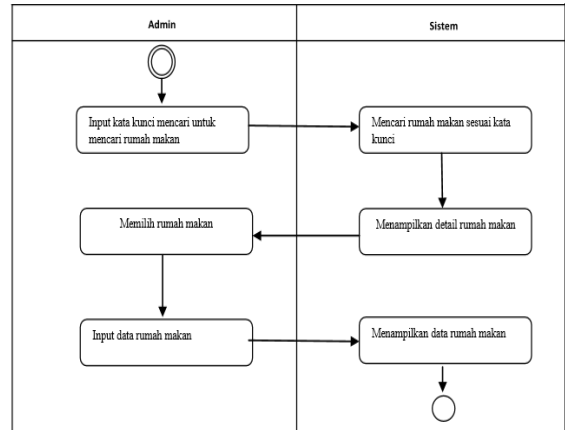 Admin
Sistem
Input kata kunci mencari untuk
mencari rumah makan
Mencari rumah makan sesuai kata
kunci
Memilih rumah makan
Menampilkan detail rumah makan
Input data rumah makan
Menampilkan data rumah makan